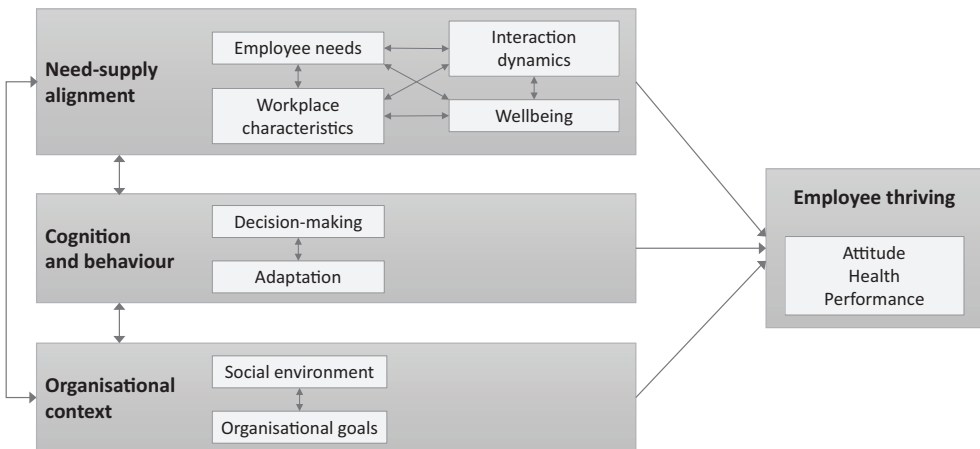 Need-supply
alignment
Employee needs
Interaction
dynamics
Workplace
characteristics
Wellbeing
Cognition
and behaviour
Decision-making
Adaptation
Organisational
context
Social environment
Organisational goals
Employee thriving
Attitude
Health
Performance